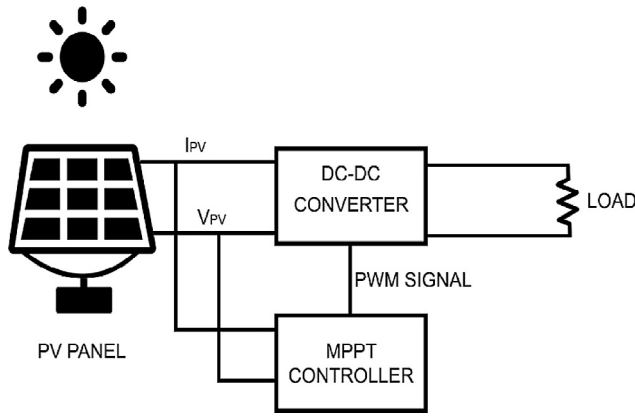 IPV
DC-DC
CONVERTER
LOAD
VPV
PWM SIGNAL
PV PANEL
MPPT
CONTROLLER